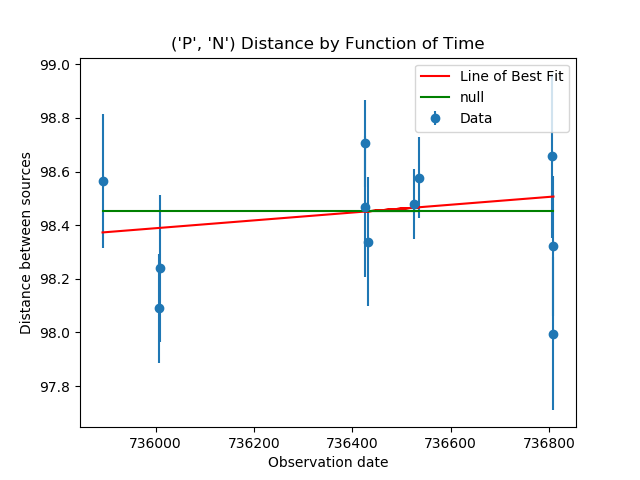 ('P', 'N') Distance by Function of Time
Line of Best Fit
null
Data
Distance between sources
99.0
98.8
98.6
98.4
98.2
98.0
97.8
736000
736200
736400
736600
736800
Observation date